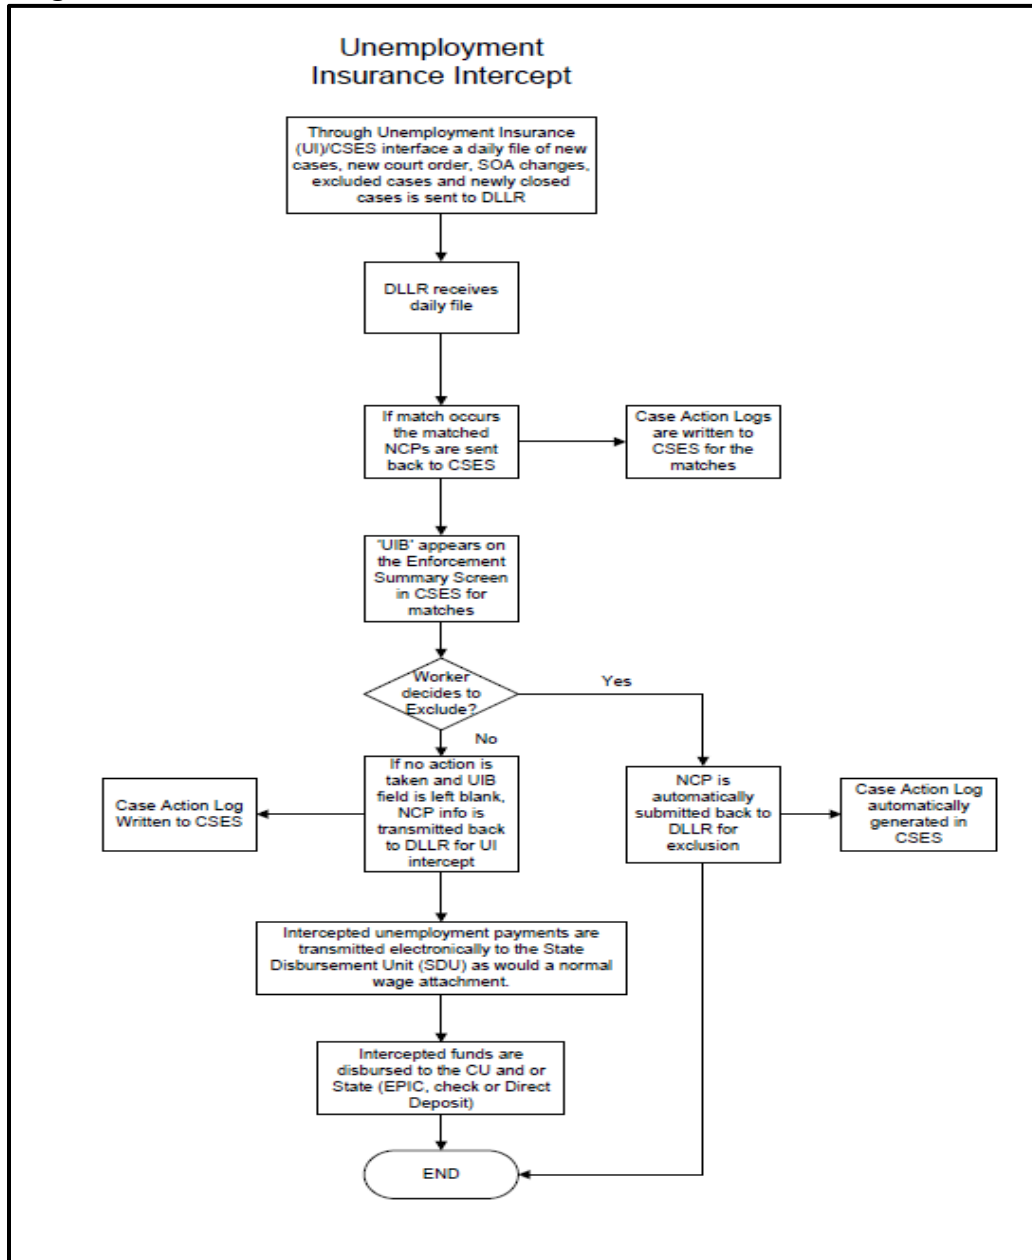 Unemployment
Insurance Intercept
Through Unemployment Insurance
(UI)/CSES interface a daily file of new
cases, new court order, SOA changes,
excluded cases and newly closed
cases is sent to DLLR
DLLR receives
daily file
If match occurs
the matched
NCPs are sent
back to CSES
Case Action Logs
are written to
CSES for the
matches
'UIB' appears on
the Enforcement
Summary Screen
in CSES for
matches
Worker
decides to
Exclude?
Yes
No
If no action is
taken and UIB
field is left blank,
NCP info is
transmitted back
to DLLR for UI
intercept
Case Action Log
Written to CSES
NCP is
automatically
submitted back to
DLLR for
exclusion
Case Action Log
automatically
generated in
CSES
Intercepted unemployment payments are
transmitted electronically to the State
Disbursement Unit (SDU) as would a normal
wage attachment.
Intercepted funds are
disbursed to the CU and or
State (EPIC, check or Direct
Deposit)
END